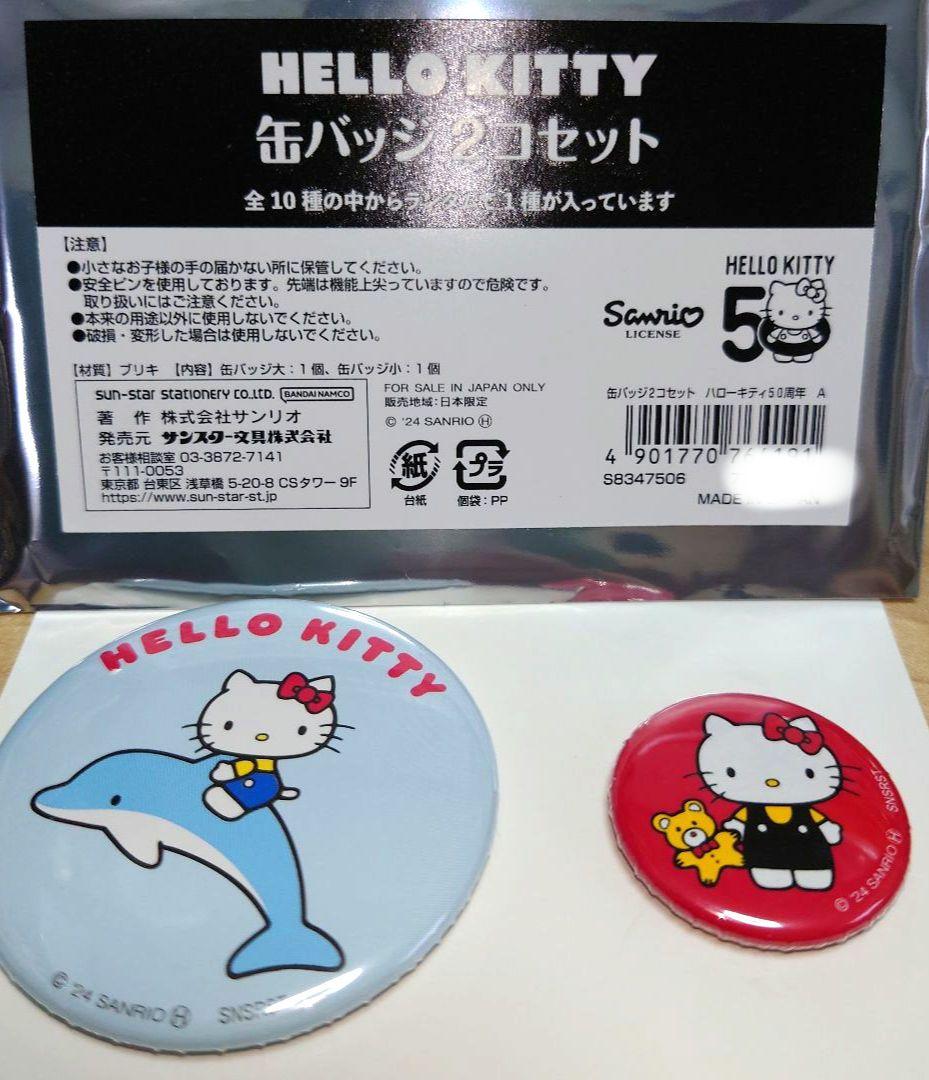 HELLO KITTY
缶バッジ 2コセット
全10種の中からランダムで1種が入っています
【注意】
●小さなお子様の手の届かない所に保管してください。
●安全ピンを使用しております。先端は機能上尖っていますので危険です。
取り扱いにはご注意ください。
●本来の用途以外に使用しないでください。
●破損・変形した場合は使用しないでください。
HELLO KITTY
50
Sanrio
LICENSE
【材質】ブリキ 【内容】缶バッジ大：1個、缶バッジ小：1個
sun-star stationery co.,ltd. BANDAI NAMCO
著 作 株式会社サンリオ
発売元 サンスター文具株式会社
お客様相談室 03-3872-7141
〒111-0053
東京都 台東区 浅草橋 5-20-8 CSタワー 9F
https://www.sun-star-st.jp
FOR SALE IN JAPAN ONLY
販売地域：日本限定
© '24 SANRIO Ⓗ
紙
台紙
プラ
個袋：PP
缶バッジ2コセット ハローキティ50周年 A
4 901770
S8347506
MADE
HELLO KITTY
© '24 SANRIO Ⓗ SNSRST
© '24 SANRIO Ⓗ SNSRST